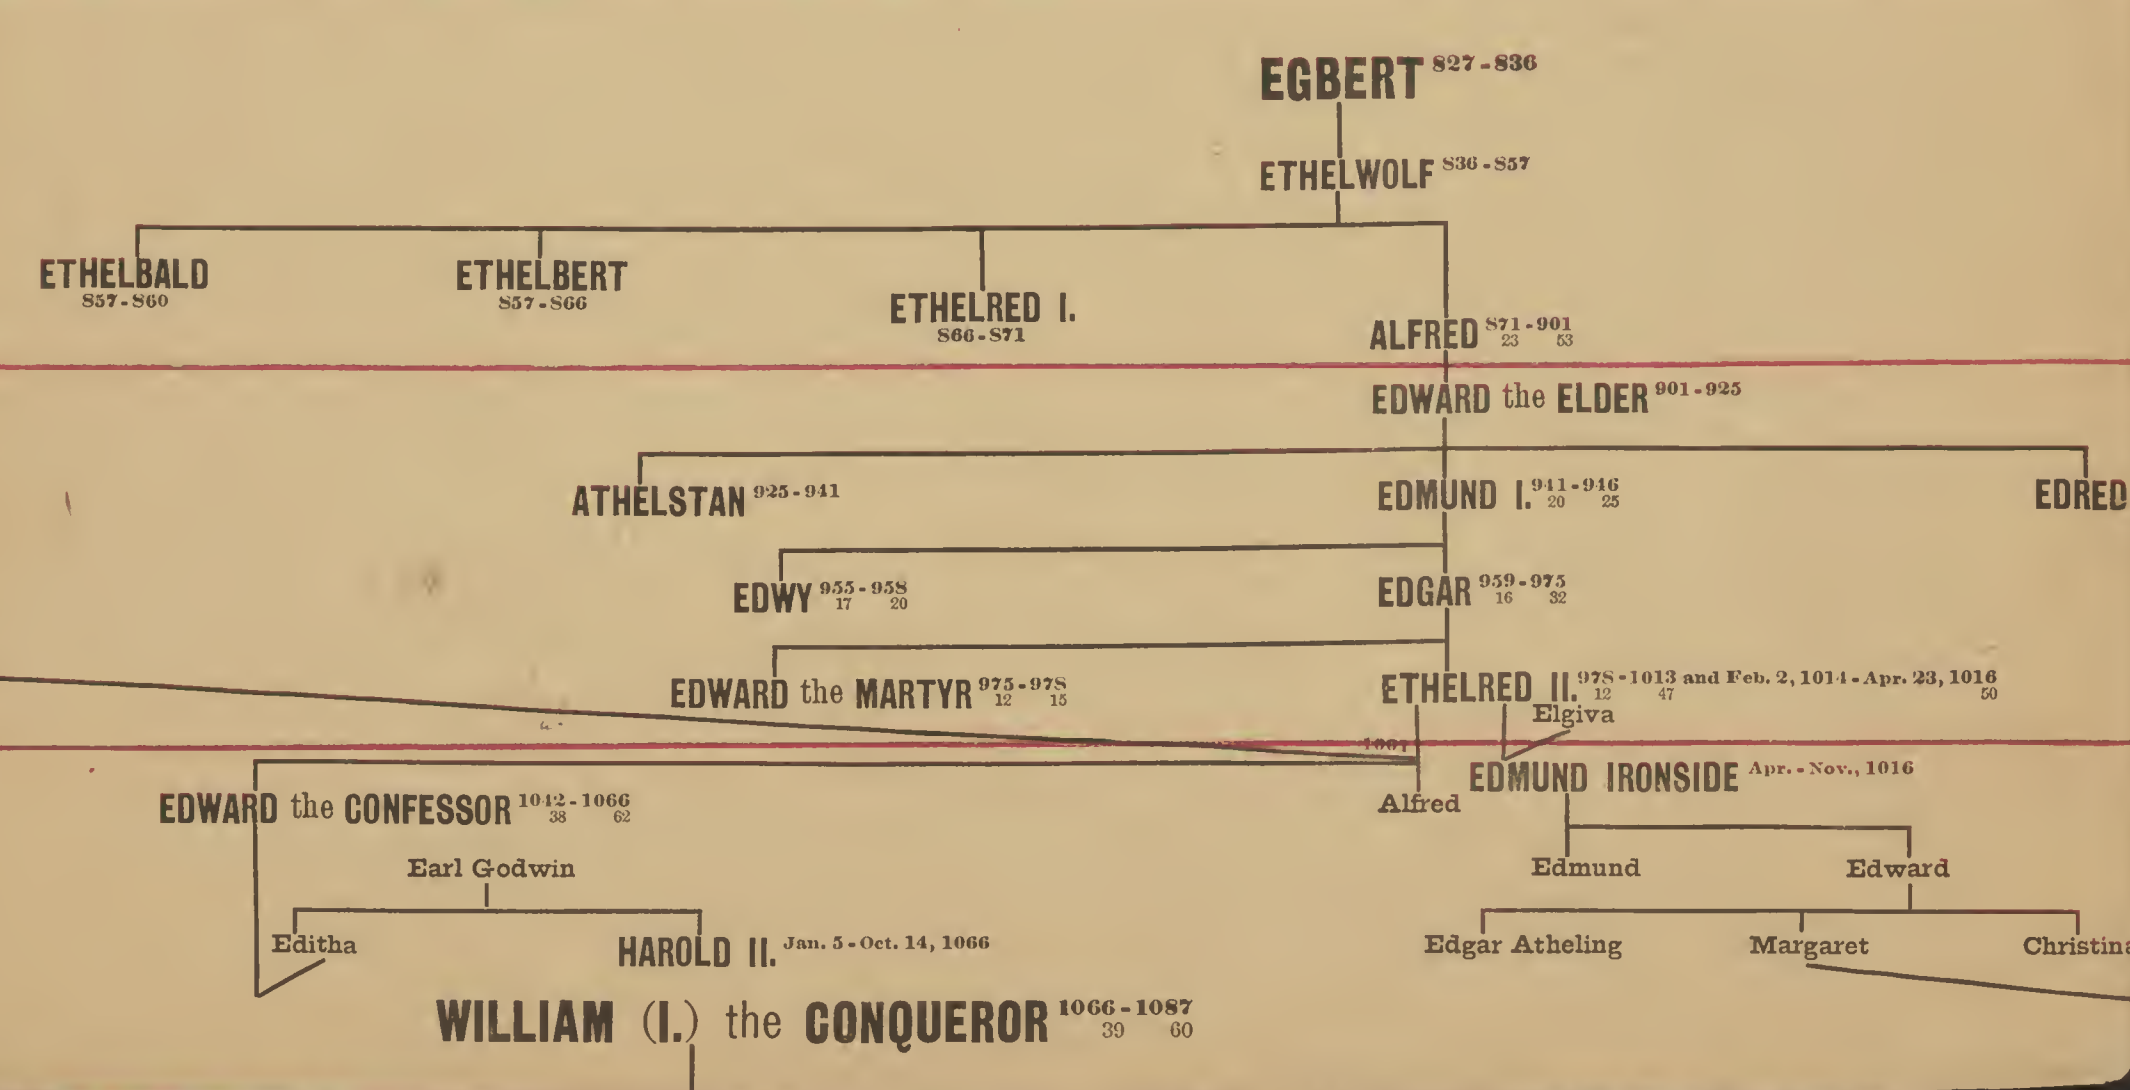 EGBERT 827-836
ETHELWOLF 836-857
ETHELBALD
857-860
ETHELBERT
857-866
ETHELRED I.
866-871
ALFRED 871-901
23 53
EDWARD the ELDER 901-925
ATHELSTAN 925-941
EDMUND I. 941-946
20 25
EDRED
EDWY 955-958
17 20
EDGAR 959-975
16 32
EDWARD the MARTYR 975-978
12 15
ETHELRED II. 978-1013 and Feb. 2, 1014-Apr. 23, 1016
12 47 50
Elgiva
EDWARD the CONFESSOR 1042-1066
38 62
Alfred
EDMUND IRONSIDE Apr.-Nov., 1016
Earl Godwin
Edmund
Edward
Editha
HAROLD II. Jan. 5-Oct. 14, 1066
Edgar Atheling
Margaret
Christina
WILLIAM (I.) the CONQUEROR 1066-1087
39 60